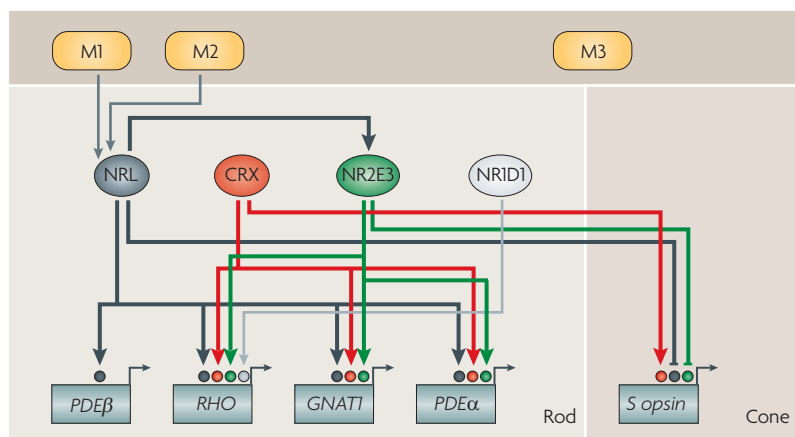 M1
M2
M3
NRL
CRX
NR2E3
NR1D1
PDEβ
RHO
GNAT1
PDEα
S opsin
Rod
Cone